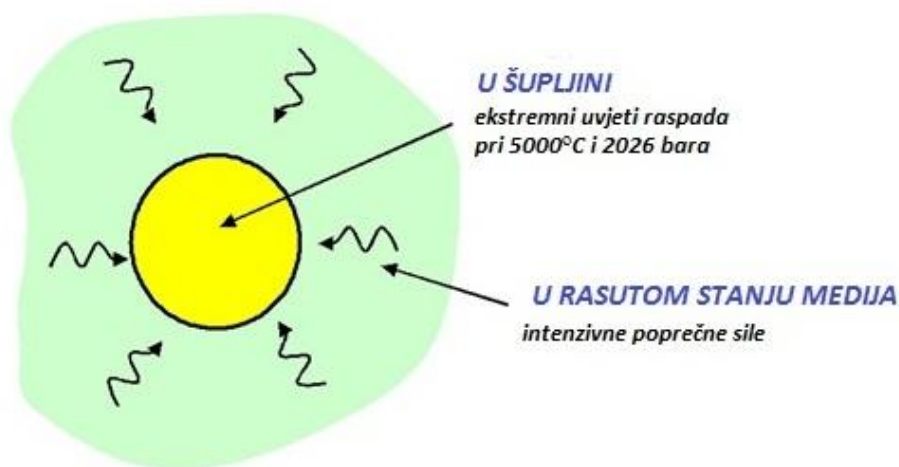 U ŠUPLJINI
ekstremni uvjeti raspada
pri 5000°C i 2026 bara
U RASUTOM STANJU MEDIJA
intenzivne poprečne sile